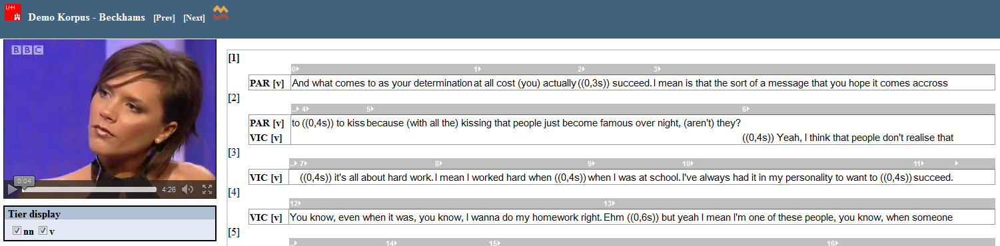 U-H
Demo Korpus - Beckhams [Prev] [Next]
BBC
0:04
4:26
Tier display
nn v
[1]
0 1 2 3
PAR [v] And what comes to as your determination at all cost (you) actually ((0,3s)) succeed. I mean is that the sort of a message that you hope it comes accross
[2]
.. 4 5 6
PAR [v] to ((0,4s)) to kiss because (with all the) kissing that people just become famous over night, (aren't) they?
VIC [v] ((0,4s)) Yeah, I think that people don't realise that
[3]
.. 7 8 9 10 11
VIC [v] ((0,4s)) it's all about hard work. I mean I worked hard when ((0,4s)) when I was at school. I've always had it in my personality to want to ((0,4s)) succeed.
[4]
12 13
VIC [v] You know, even when it was, you know, I wanna do my homework right. Ehm ((0,6s)) but yeah I mean I'm one of these people, you know, when someone
[5]
.. 14 15 16